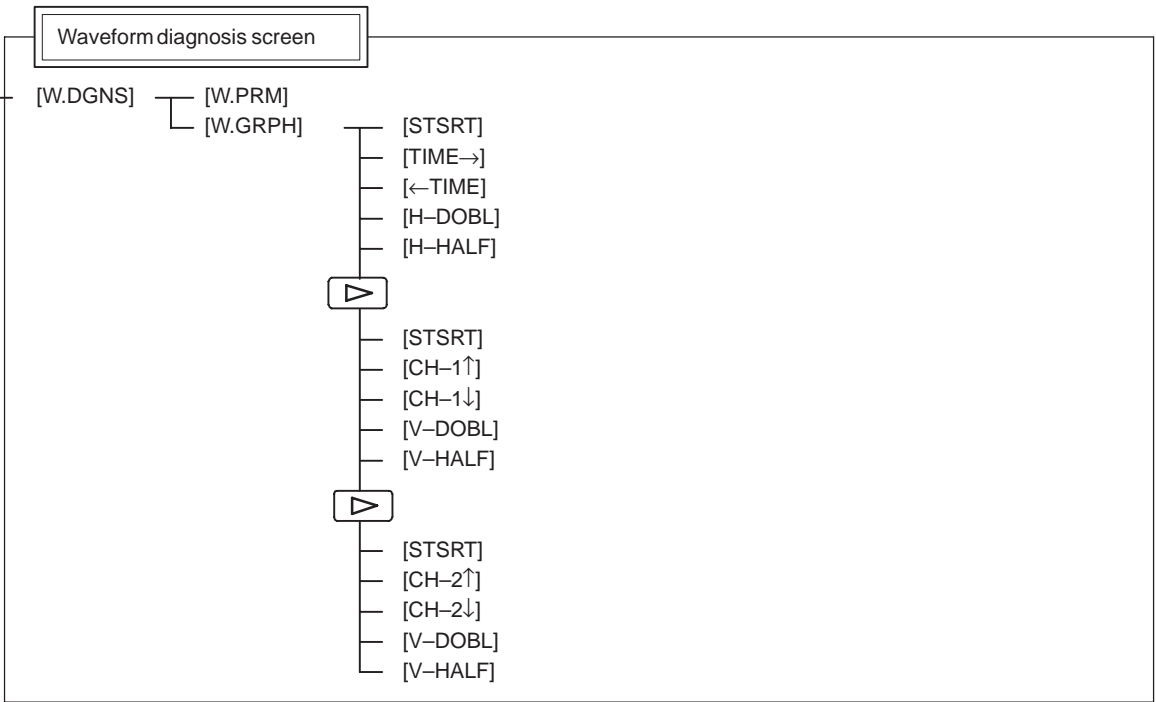 Waveform diagnosis screen
[W.DGNS] [W.PRM]
[W.GRPH] [STSRT]
[TIME→]
[←TIME]
[H–DOBL]
[H–HALF]
[STSRT]
[CH–1↑]
[CH–1↓]
[V–DOBL]
[V–HALF]
[STSRT]
[CH–2↑]
[CH–2↓]
[V–DOBL]
[V–HALF]